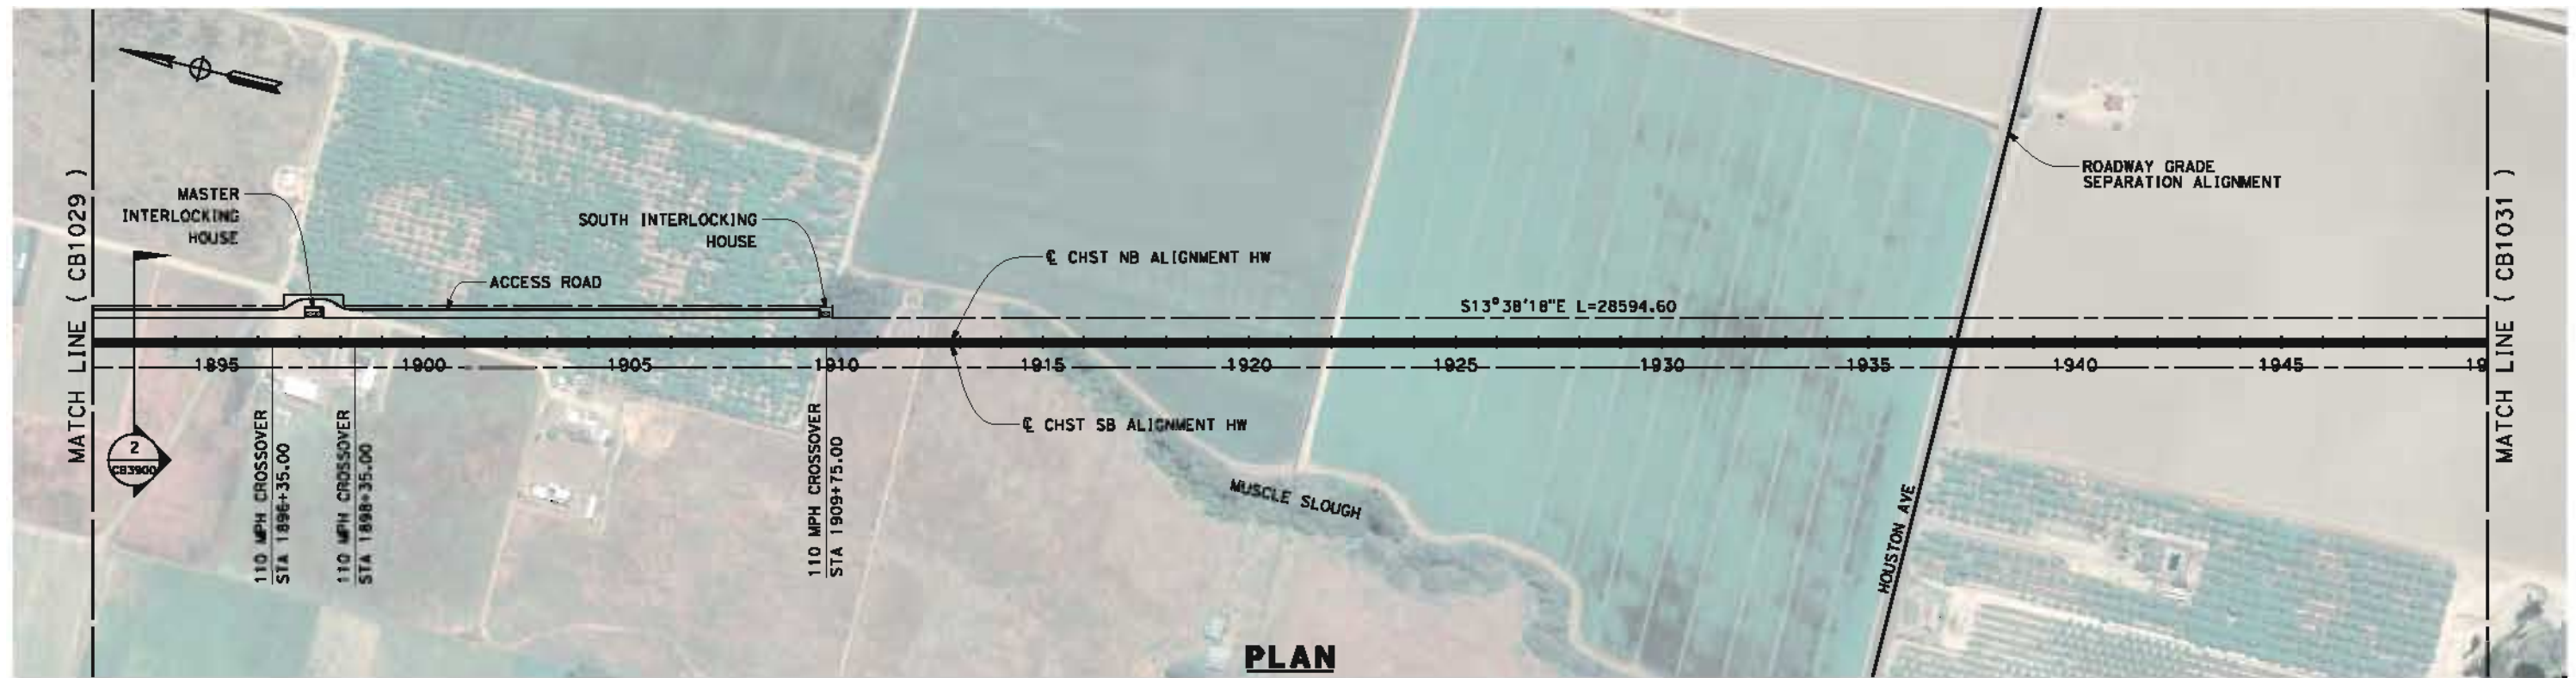 MATCH LINE ( CB1029 )
MASTER
INTERLOCKING
HOUSE
ACCESS ROAD
SOUTH INTERLOCKING
HOUSE
℄ CHST NB ALIGNMENT HW
S13°38'18"E L=28594.60
ROADWAY GRADE
SEPARATION ALIGNMENT
MATCH LINE ( CB1031 )
1895
1900
1905
1910
1915
1920
1925
1930
1935
1940
1945
19
2
CB3900
110 MPH CROSSOVER
STA 1896+35.00
110 MPH CROSSOVER
STA 1898+35.00
110 MPH CROSSOVER
STA 1909+75.00
℄ CHST SB ALIGNMENT HW
MUSCLE SLOUGH
HOUSTON AVE
PLAN